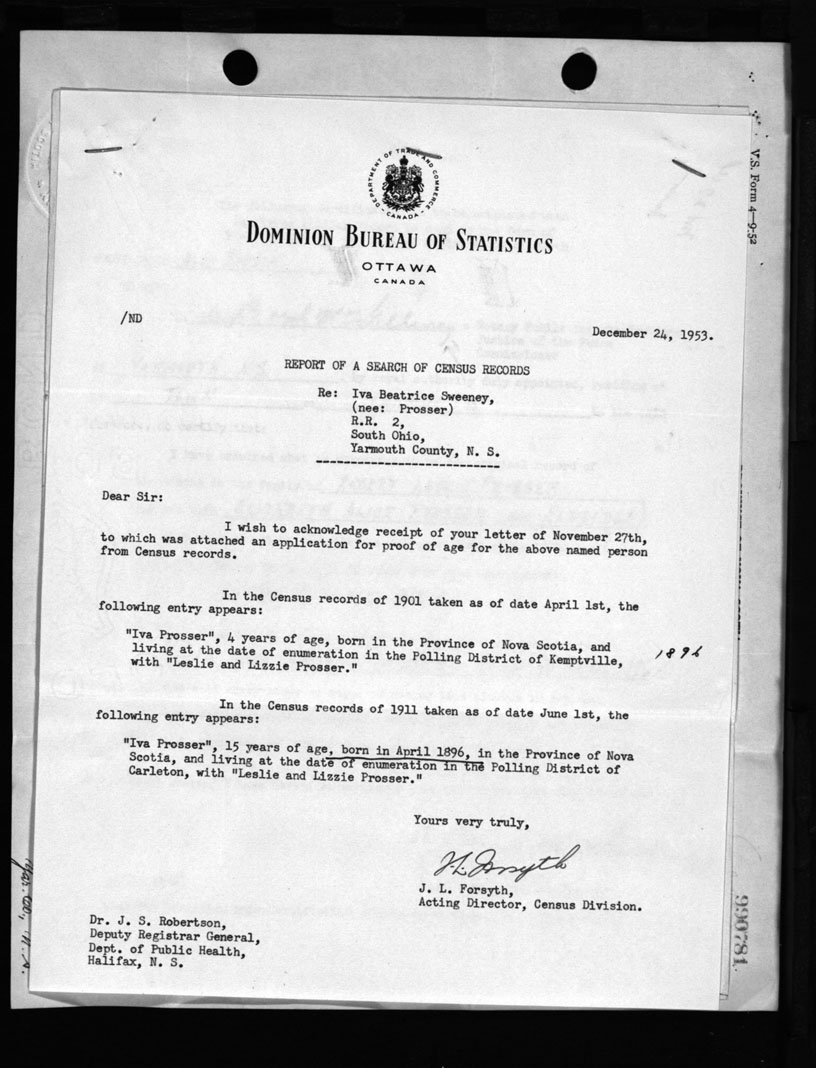 DEPARTMENT OF TRADE AND COMMERCE
CANADA
DOMINION BUREAU OF STATISTICS
OTTAWA
CANADA
V.S. Form 4—9-52
/ND
December 24, 1953.
REPORT OF A SEARCH OF CENSUS RECORDS
Re: Iva Beatrice Sweeney,
(nee: Prosser)
R.R. 2,
South Ohio,
Yarmouth County, N. S.
Dear Sir:
I wish to acknowledge receipt of your letter of November 27th,
to which was attached an application for proof of age for the above named person
from Census records.
In the Census records of 1901 taken as of date April 1st, the
following entry appears:
"Iva Prosser", 4 years of age, born in the Province of Nova Scotia, and
living at the date of enumeration in the Polling District of Kemptville,
with "Leslie and Lizzie Prosser."
1896
In the Census records of 1911 taken as of date June 1st, the
following entry appears:
"Iva Prosser", 15 years of age, born in April 1896, in the Province of Nova
Scotia, and living at the date of enumeration in the Polling District of
Carleton, with "Leslie and Lizzie Prosser."
Yours very truly,
J. L. Forsyth
J. L. Forsyth,
Acting Director, Census Division.
Dr. J. S. Robertson,
Deputy Registrar General,
Dept. of Public Health,
Halifax, N. S.
990784